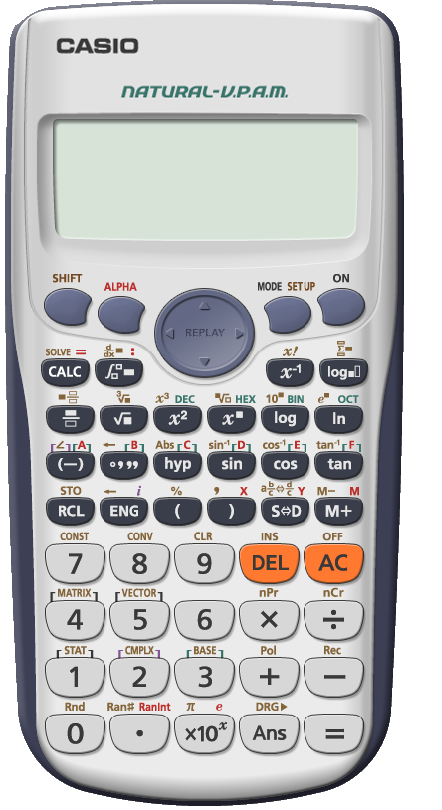 CASIO
NATURAL-V.P.A.M.
SHIFT ALPHA MODE SETUP ON
REPLAY
SOLVE = d/dx : x! Σ
CALC ∫ x⁻¹ log
³√ x³ DEC √ HEX 10 BIN e OCT
√ x² x log ln
∠ A ← B Abs C sin⁻¹ D cos⁻¹ E tan⁻¹ F
(−) °’” hyp sin cos tan
STO ← i % , X a b/c⇔d/c Y M− M
RCL ENG ( ) S⇔D M+
CONST CONV CLR INS OFF
7 8 9 DEL AC
MATRIX VECTOR nPr nCr
4 5 6 × ÷
STAT CMPLX BASE Pol Rec
1 2 3 + −
Rnd Ran# RanInt π e DRG▶
0 . ×10ˣ Ans =